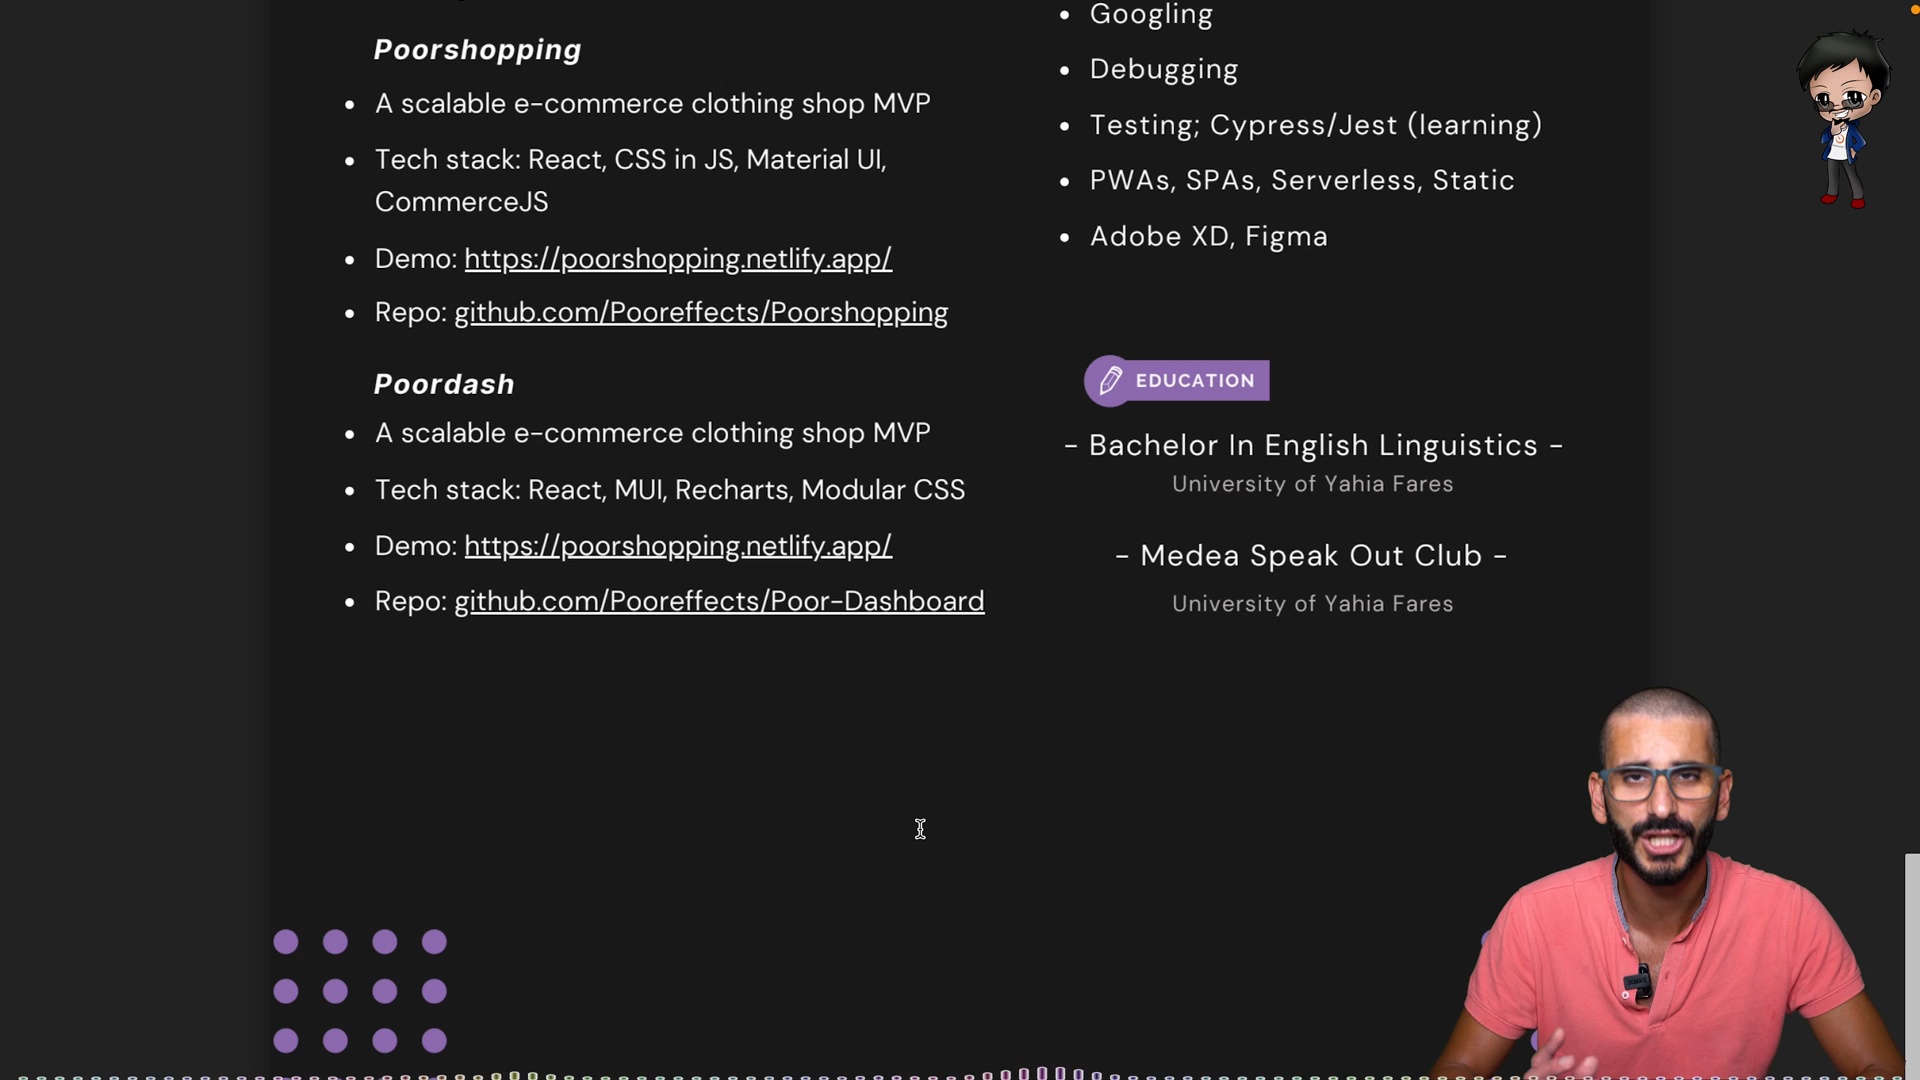 Poorshopping
• A scalable e-commerce clothing shop MVP
• Tech stack: React, CSS in JS, Material UI,
CommerceJS
• Demo: https://poorshopping.netlify.app/
• Repo: github.com/Pooreffects/Poorshopping
Poordash
• A scalable e-commerce clothing shop MVP
• Tech stack: React, MUI, Recharts, Modular CSS
• Demo: https://poorshopping.netlify.app/
• Repo: github.com/Pooreffects/Poor-Dashboard
• Googling
• Debugging
• Testing; Cypress/Jest (learning)
• PWAs, SPAs, Serverless, Static
• Adobe XD, Figma
EDUCATION
- Bachelor In English Linguistics -
University of Yahia Fares
- Medea Speak Out Club -
University of Yahia Fares